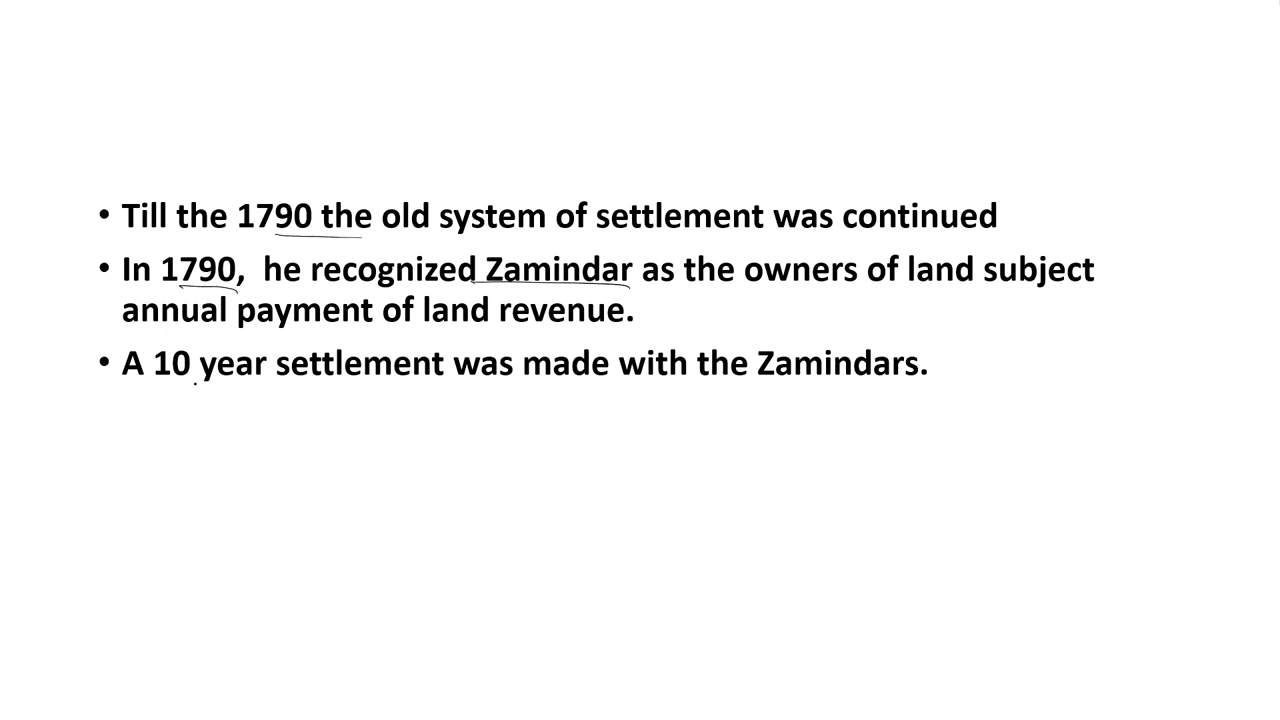 • Till the 1790 the old system of settlement was continued
• In 1790,  he recognized Zamindar as the owners of land subject
annual payment of land revenue.
• A 10 year settlement was made with the Zamindars.